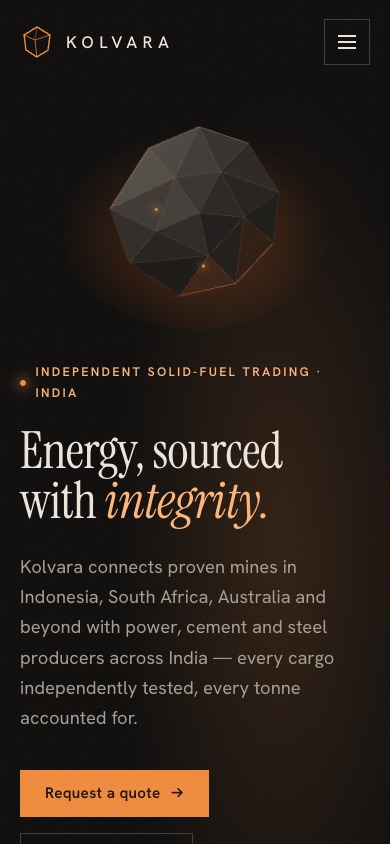 KOLVARA
INDEPENDENT SOLID-FUEL TRADING ·
INDIA
Energy, sourced
with integrity.
Kolvara connects proven mines in
Indonesia, South Africa, Australia and
beyond with power, cement and steel
producers across India — every cargo
independently tested, every tonne
accounted for.
Request a quote →